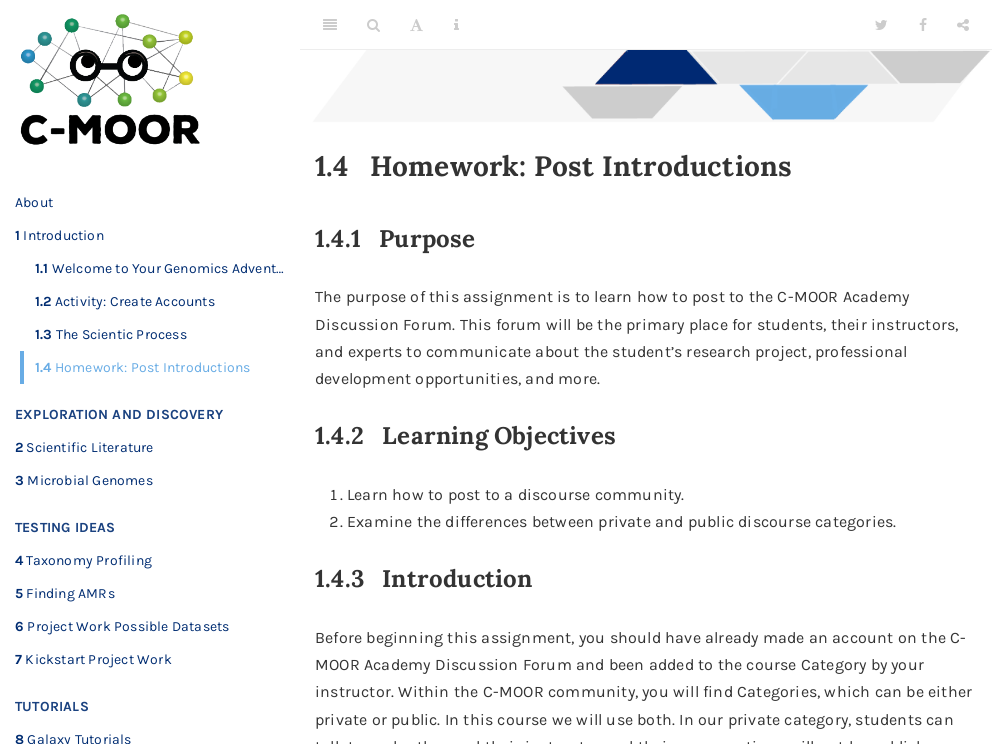 C-MOOR
About
1 Introduction
1.1 Welcome to Your Genomics Advent...
1.2 Activity: Create Accounts
1.3 The Scientic Process
1.4 Homework: Post Introductions
EXPLORATION AND DISCOVERY
2 Scientific Literature
3 Microbial Genomes
TESTING IDEAS
4 Taxonomy Profiling
5 Finding AMRs
6 Project Work Possible Datasets
7 Kickstart Project Work
TUTORIALS
8 Galaxy Tutorials
1.4 Homework: Post Introductions
1.4.1 Purpose
The purpose of this assignment is to learn how to post to the C-MOOR Academy
Discussion Forum. This forum will be the primary place for students, their instructors,
and experts to communicate about the student's research project, professional
development opportunities, and more.
1.4.2 Learning Objectives
1. Learn how to post to a discourse community.
2. Examine the differences between private and public discourse categories.
1.4.3 Introduction
Before beginning this assignment, you should have already made an account on the C-
MOOR Academy Discussion Forum and been added to the course Category by your
instructor. Within the C-MOOR community, you will find Categories, which can be either
private or public. In this course we will use both. In our private category, students can